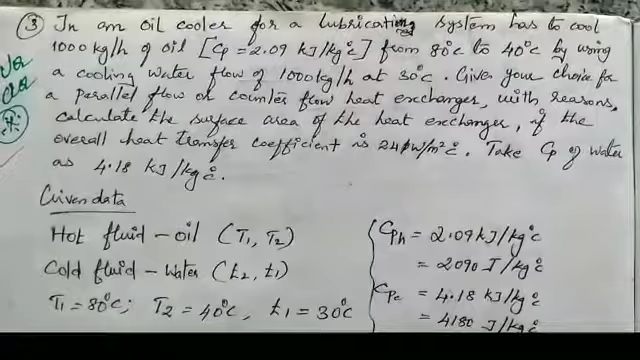 ③ In an oil cooler for a lubricating system has to cool
1000 kg/h of oil [Cp = 2.09 kJ/kg°C] from 80°C to 40°C by using
a cooling water flow of 1000 kg/h at 30°C. Given your choice for
a parallel flow or counter flow heat exchanger, with reasons,
calculate the surface area of the heat exchanger, if the
overall heat transfer coefficient is 24 W/m²°C. Take Cp of water
as 4.18 kJ/kg°C.
Given data
Hot fluid - oil (T1, T2)
Cold fluid - water (t2, t1)
T1 = 80°C; T2 = 40°C, t1 = 30°C
Cph = 2.09 kJ/kg°C
= 2090 J/kg°C
Cpc = 4.18 kJ/kg°C
= 4180 J/kg°C